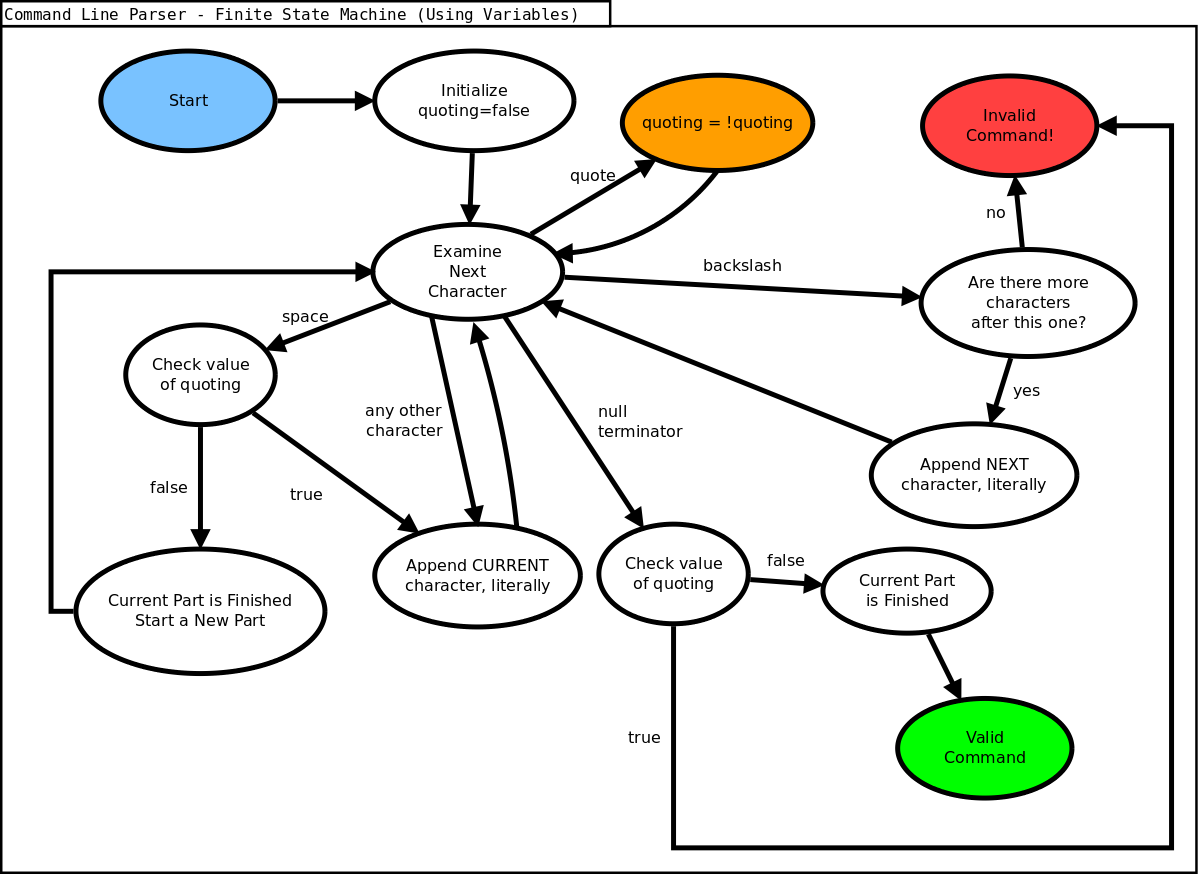 Command Line Parser - Finite State Machine (Using Variables)
Start
Initialize
quoting=false
quoting = !quoting
Invalid
Command!
quote
no
Examine
Next
Character
backslash
Are there more
characters
after this one?
space
Check value
of quoting
any other
character
null
terminator
yes
Append NEXT
character, literally
false
true
Append CURRENT
character, literally
Check value
of quoting
false
Current Part
is Finished
Current Part is Finished
Start a New Part
true
Valid
Command